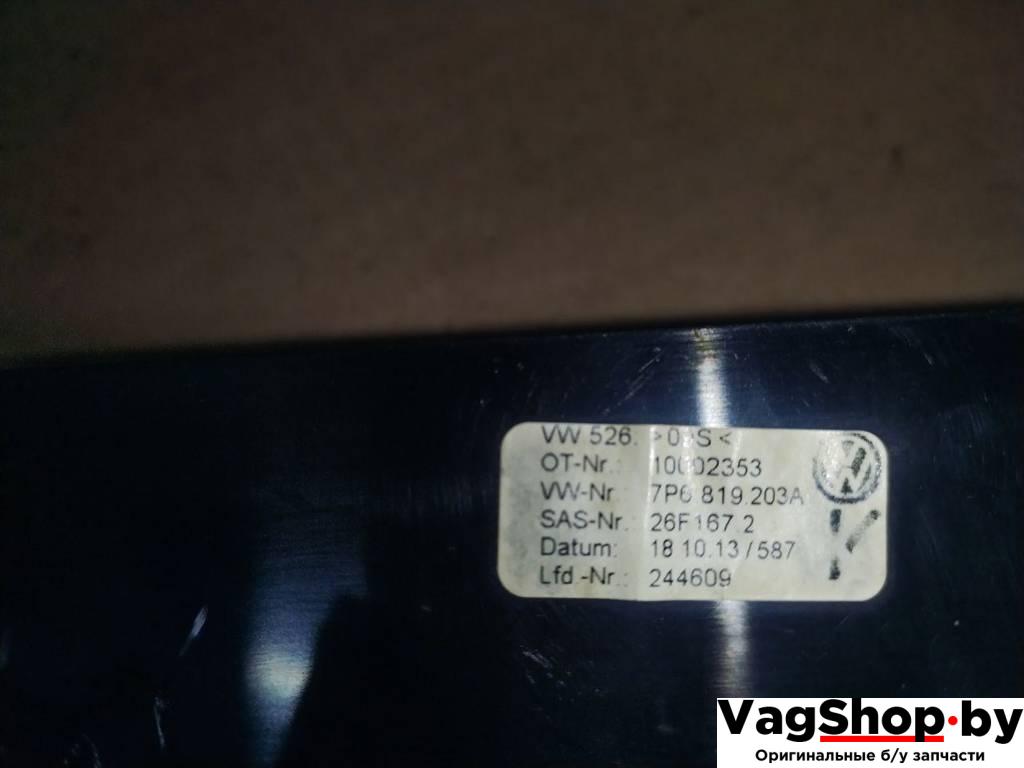 VW 526.
OT-Nr.: 10002353
VW-Nr.: 7P6 819 203A
SAS-Nr.: 26F167.2
Datum: 18 10.13 / 587
Lfd.-Nr.: 244609
VagShop.by
Оригинальные б/у запчасти